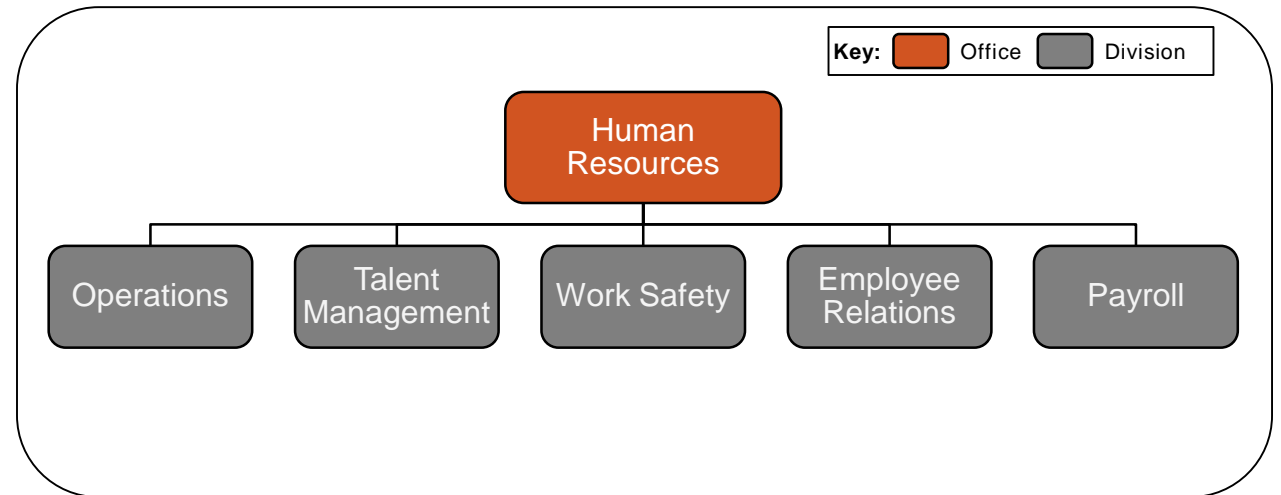 Key: Office Division
Human
Resources
Operations
Talent
Management
Work Safety
Employee
Relations
Payroll